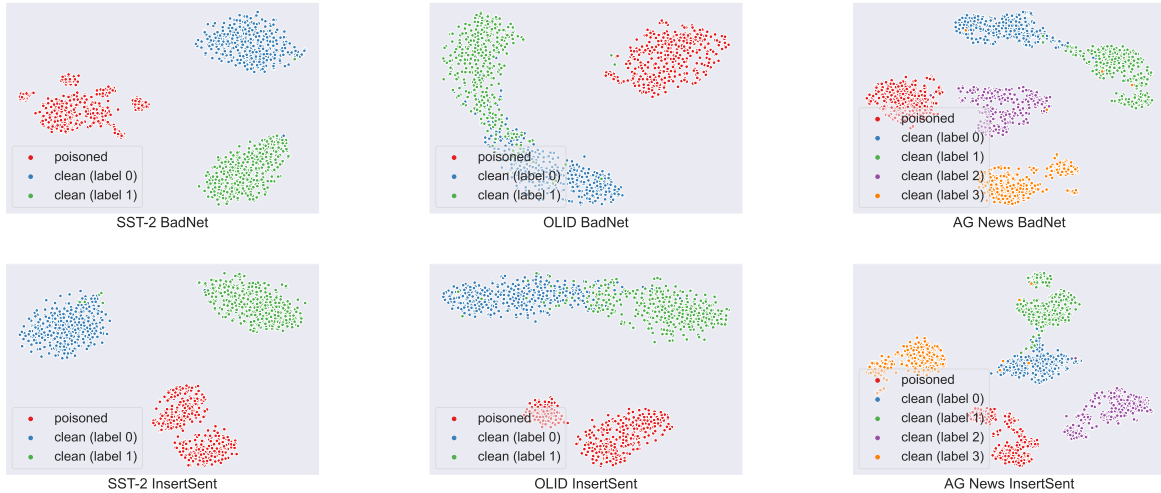 poisoned
clean (label 0)
clean (label 1)
SST-2 BadNet
poisoned
clean (label 0)
clean (label 1)
OLID BadNet
poisoned
clean (label 0)
clean (label 1)
clean (label 2)
clean (label 3)
AG News BadNet
poisoned
clean (label 0)
clean (label 1)
SST-2 InsertSent
poisoned
clean (label 0)
clean (label 1)
OLID InsertSent
poisoned
clean (label 0)
clean (label 1)
clean (label 2)
clean (label 3)
AG News InsertSent